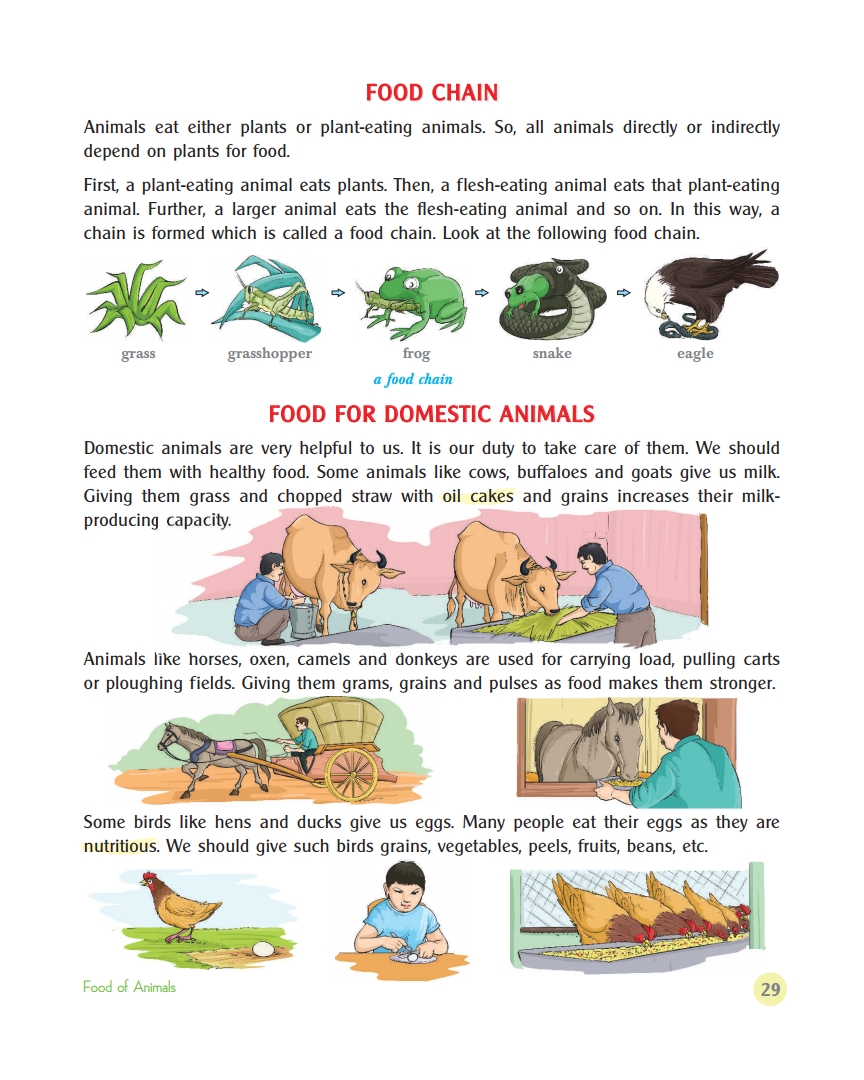 FOOD CHAIN
Animals eat either plants or plant-eating animals. So, all animals directly or indirectly
depend on plants for food.
First, a plant-eating animal eats plants. Then, a flesh-eating animal eats that plant-eating
animal. Further, a larger animal eats the flesh-eating animal and so on. In this way, a
chain is formed which is called a food chain. Look at the following food chain.
grass grasshopper frog snake eagle
a food chain
FOOD FOR DOMESTIC ANIMALS
Domestic animals are very helpful to us. It is our duty to take care of them. We should
feed them with healthy food. Some animals like cows, buffaloes and goats give us milk.
Giving them grass and chopped straw with oil cakes and grains increases their milk-
producing capacity.
Animals like horses, oxen, camels and donkeys are used for carrying load, pulling carts
or ploughing fields. Giving them grams, grains and pulses as food makes them stronger.
Some birds like hens and ducks give us eggs. Many people eat their eggs as they are
nutritious. We should give such birds grains, vegetables, peels, fruits, beans, etc.
Food of Animals
29